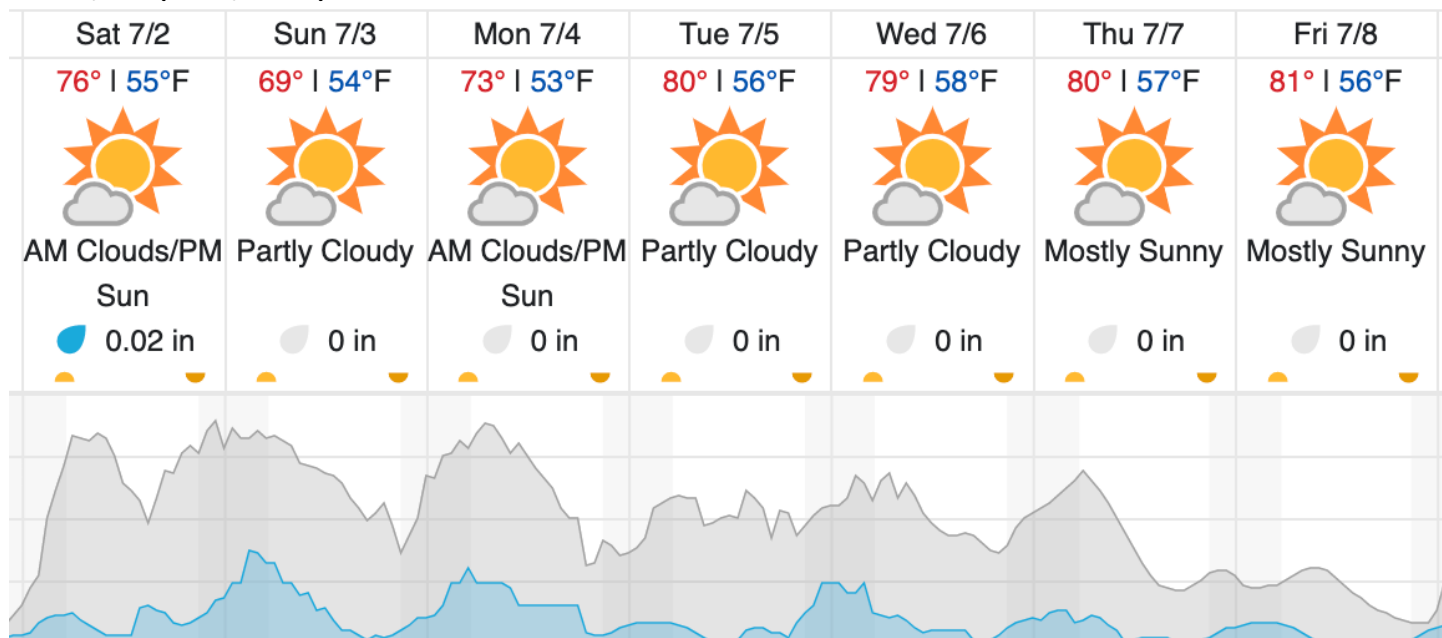 Sat 7/2 Sun 7/3 Mon 7/4 Tue 7/5 Wed 7/6 Thu 7/7 Fri 7/8
76° | 55°F 69° | 54°F 73° | 53°F 80° | 56°F 79° | 58°F 80° | 57°F 81° | 56°F
AM Clouds/PM Partly Cloudy AM Clouds/PM Partly Cloudy Partly Cloudy Mostly Sunny Mostly Sunny
Sun Sun
0.02 in 0 in 0 in 0 in 0 in 0 in 0 in